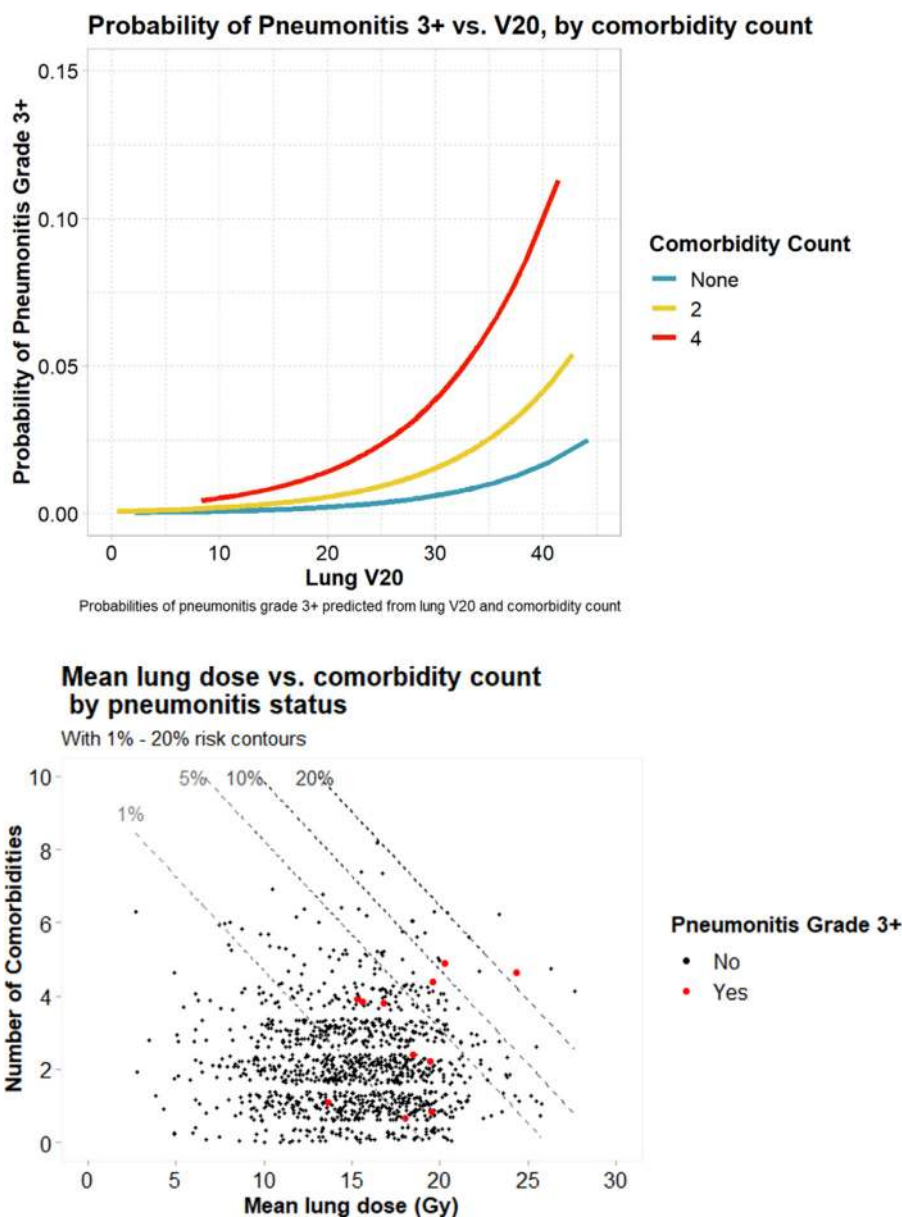 Probability of Pneumonitis 3+ vs. V20, by comorbidity count
Probability of Pneumonitis Grade 3+
0.15
0.10
0.05
0.00
0 10 20 30 40
Lung V20
Comorbidity Count
None
2
4
Probabilities of pneumonitis grade 3+ predicted from lung V20 and comorbidity count
Mean lung dose vs. comorbidity count
by pneumonitis status
With 1% - 20% risk contours
Number of Comorbidities
10
8
6
4
2
0
1%
5% 10% 20%
0 5 10 15 20 25 30
Mean lung dose (Gy)
Pneumonitis Grade 3+
No
Yes